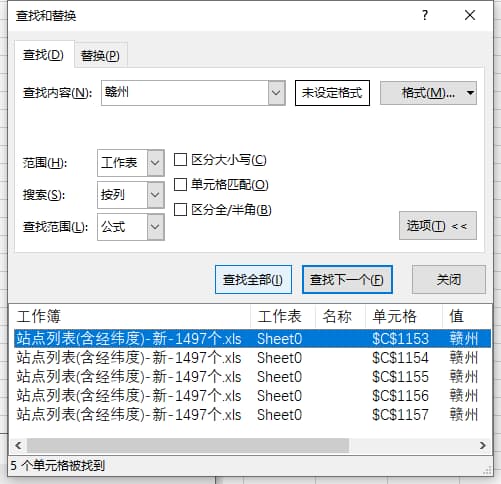 查找和替换
查找(D) 替换(P)
查找内容(N): 赣州 未设定格式 格式(M)...
范围(H): 工作表 区分大小写(C)
搜索(S): 按列 单元格匹配(O)
查找范围(L): 公式 区分全/半角(B)
选项(T) <<
查找全部(I) 查找下一个(F) 关闭
工作簿 工作表 名称 单元格 值
站点列表(含经纬度)-新-1497个.xls Sheet0 $C$1153 赣州
站点列表(含经纬度)-新-1497个.xls Sheet0 $C$1154 赣州
站点列表(含经纬度)-新-1497个.xls Sheet0 $C$1155 赣州
站点列表(含经纬度)-新-1497个.xls Sheet0 $C$1156 赣州
站点列表(含经纬度)-新-1497个.xls Sheet0 $C$1157 赣州
5 个单元格被找到